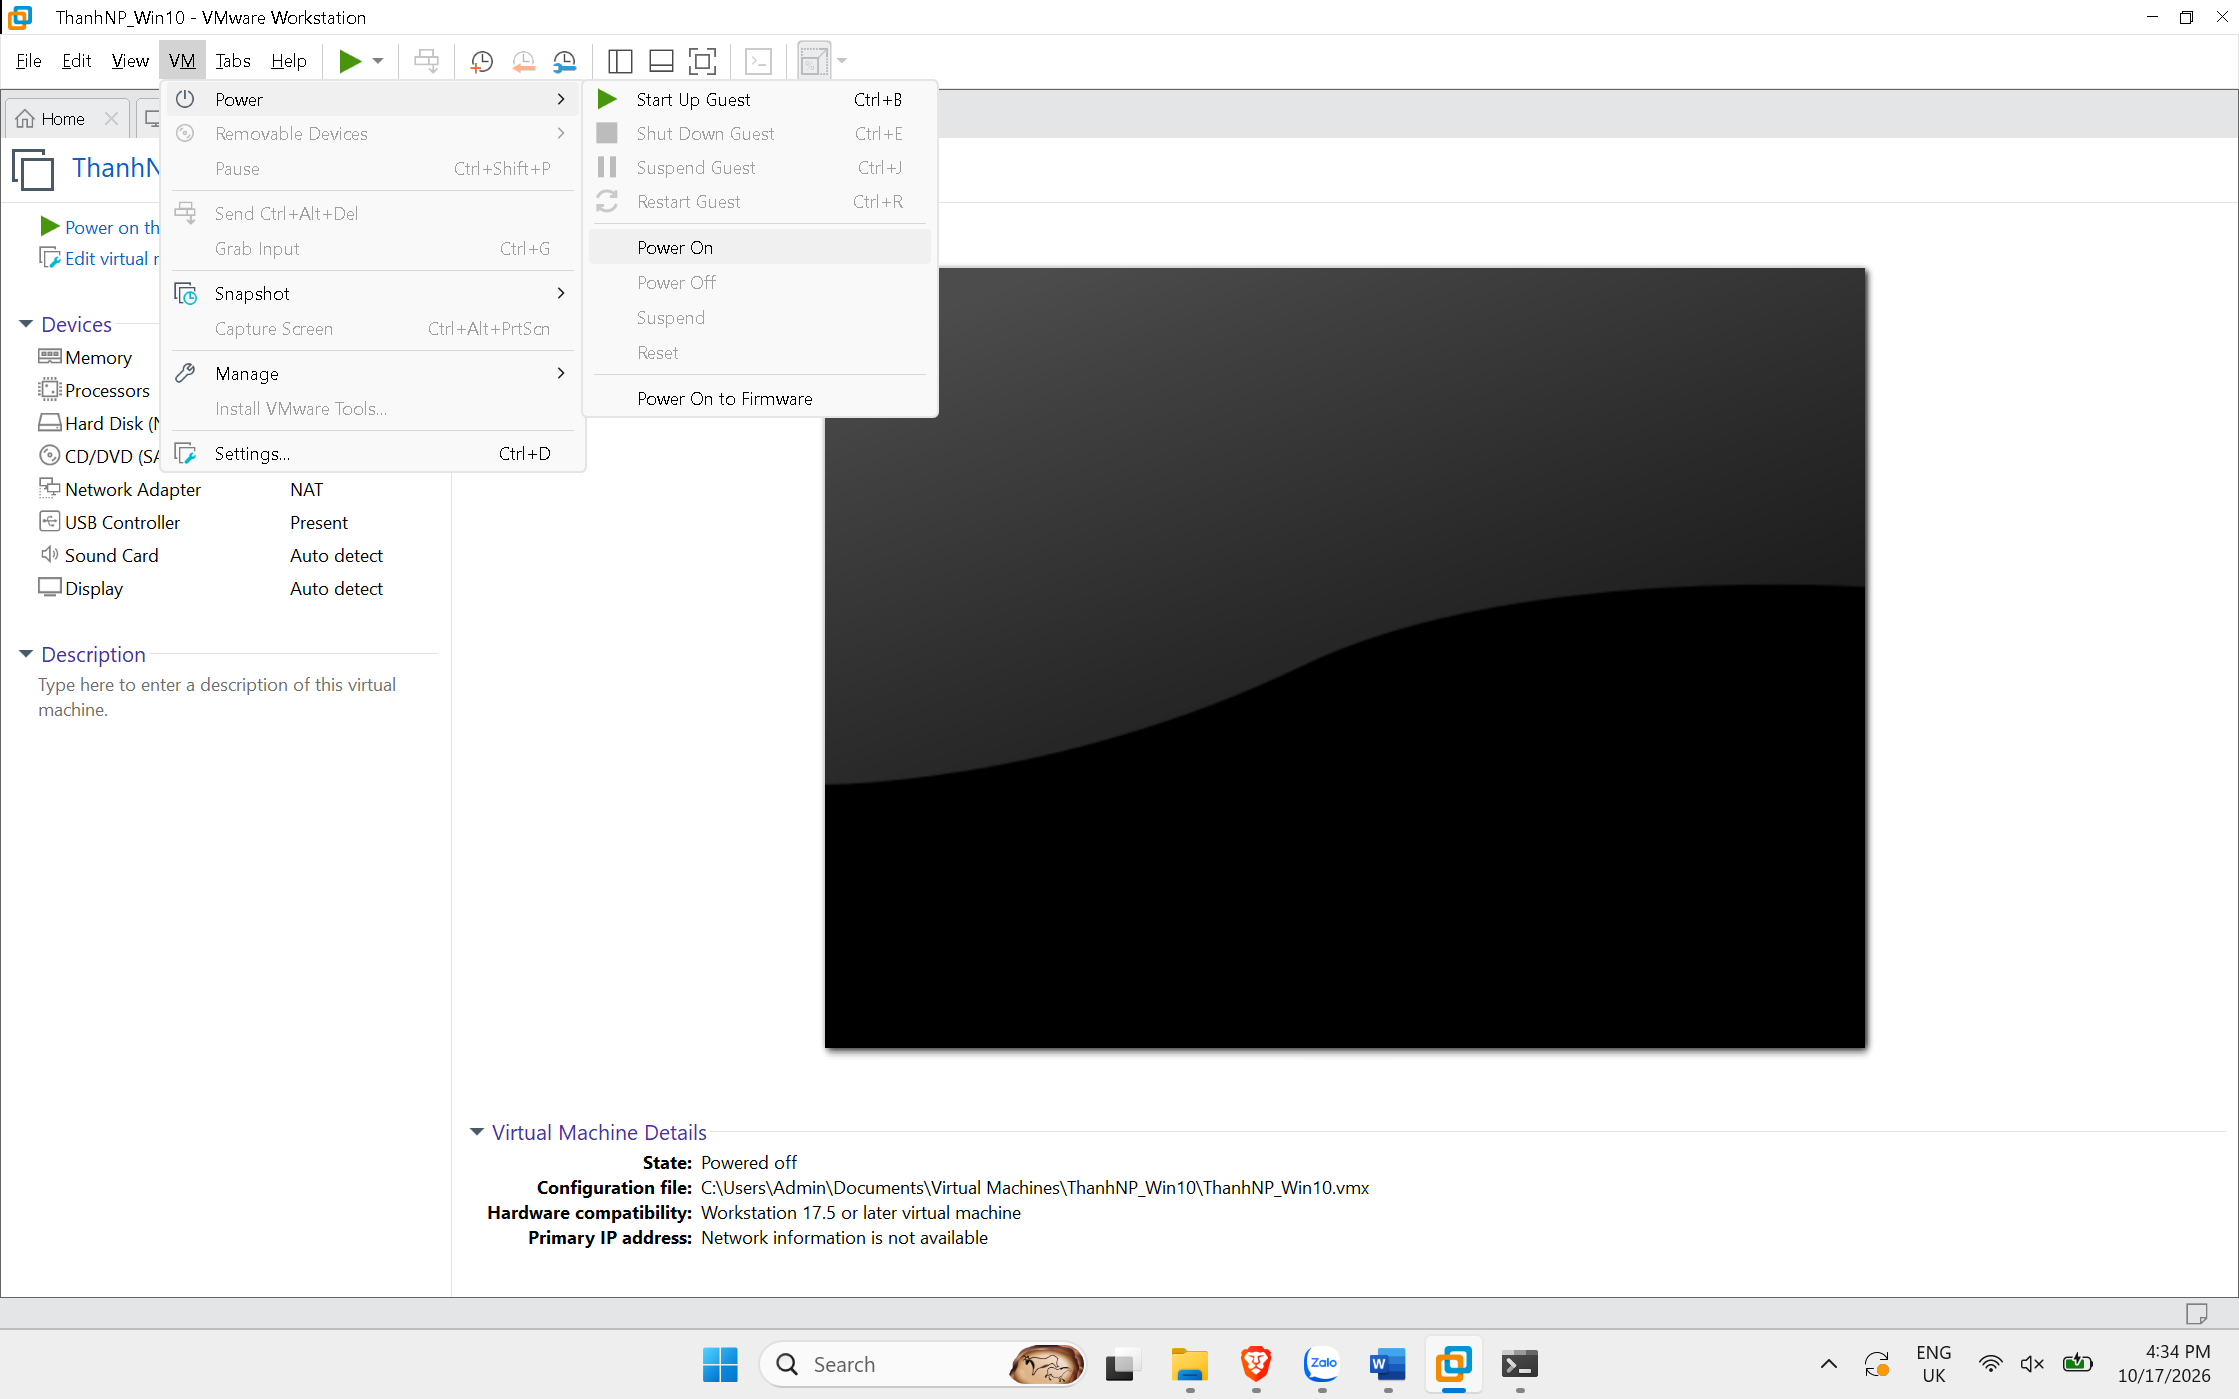 ThanhNP_Win10 - VMware Workstation
File Edit View VM Tabs Help
Home
Power
Removable Devices
Pause Ctrl+Shift+P
Send Ctrl+Alt+Del
Grab Input Ctrl+G
Snapshot
Capture Screen Ctrl+Alt+PrtScn
Manage
Install VMware Tools...
Settings... Ctrl+D
Start Up Guest Ctrl+B
Shut Down Guest Ctrl+E
Suspend Guest Ctrl+J
Restart Guest Ctrl+R
Power On
Power Off
Suspend
Reset
Power On to Firmware
Power on
Edit virtual
Devices
Memory
Processors
Hard Disk
CD/DVD
Network Adapter NAT
USB Controller Present
Sound Card Auto detect
Display Auto detect
Description
Type here to enter a description of this virtual
machine.
Virtual Machine Details
State: Powered off
Configuration file: C:\Users\Admin\Documents\Virtual Machines\ThanhNP_Win10\ThanhNP_Win10.vmx
Hardware compatibility: Workstation 17.5 or later virtual machine
Primary IP address: Network information is not available
Search
Zalo
W
ENG
UK
4:34 PM
10/17/2026